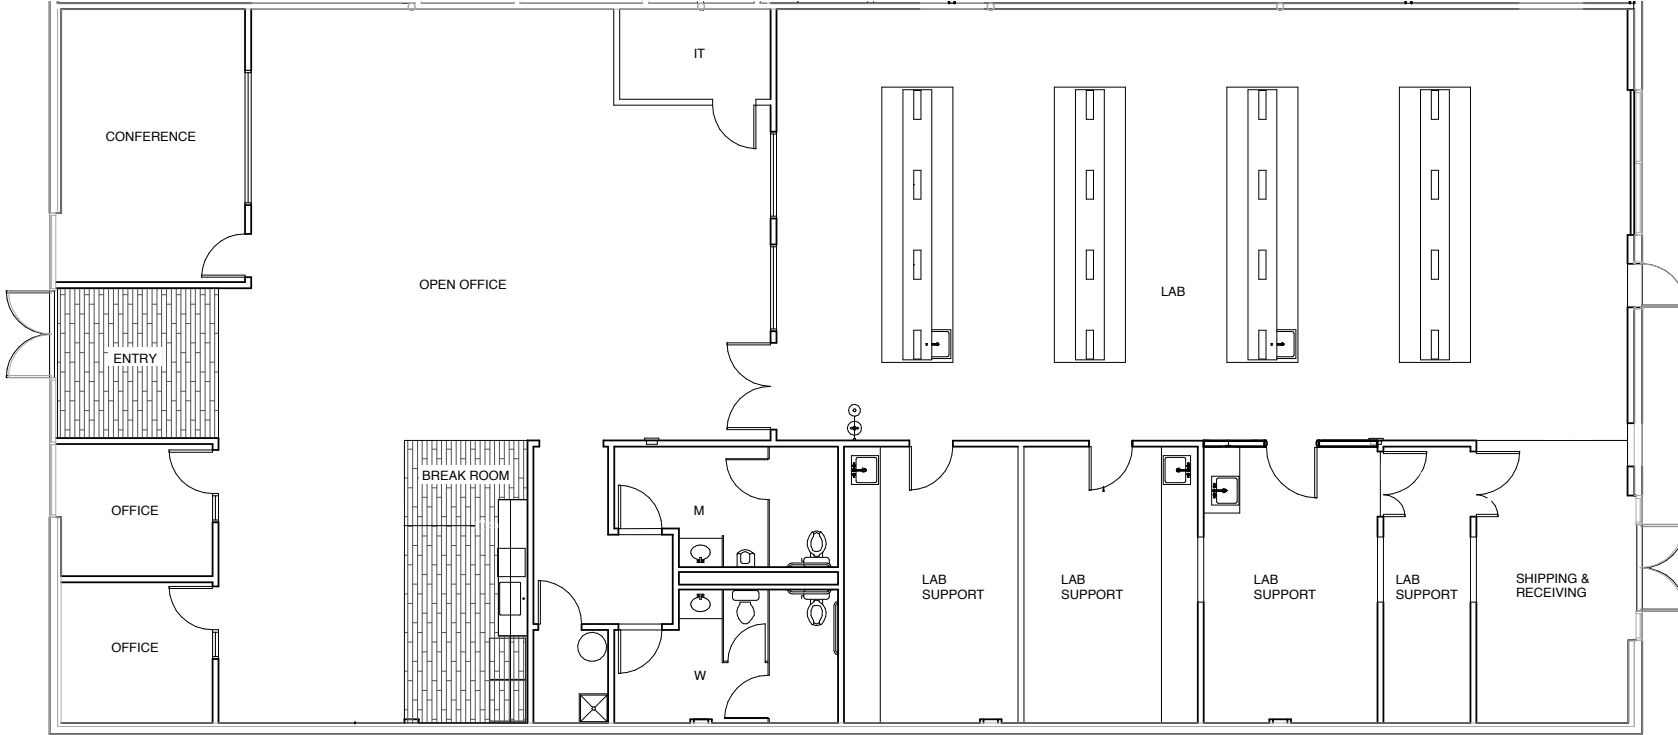 IT
CONFERENCE
OPEN OFFICE
LAB
ENTRY
BREAK ROOM
OFFICE
M
LAB
SUPPORT
LAB
SUPPORT
LAB
SUPPORT
LAB
SUPPORT
SHIPPING &
RECEIVING
OFFICE
W